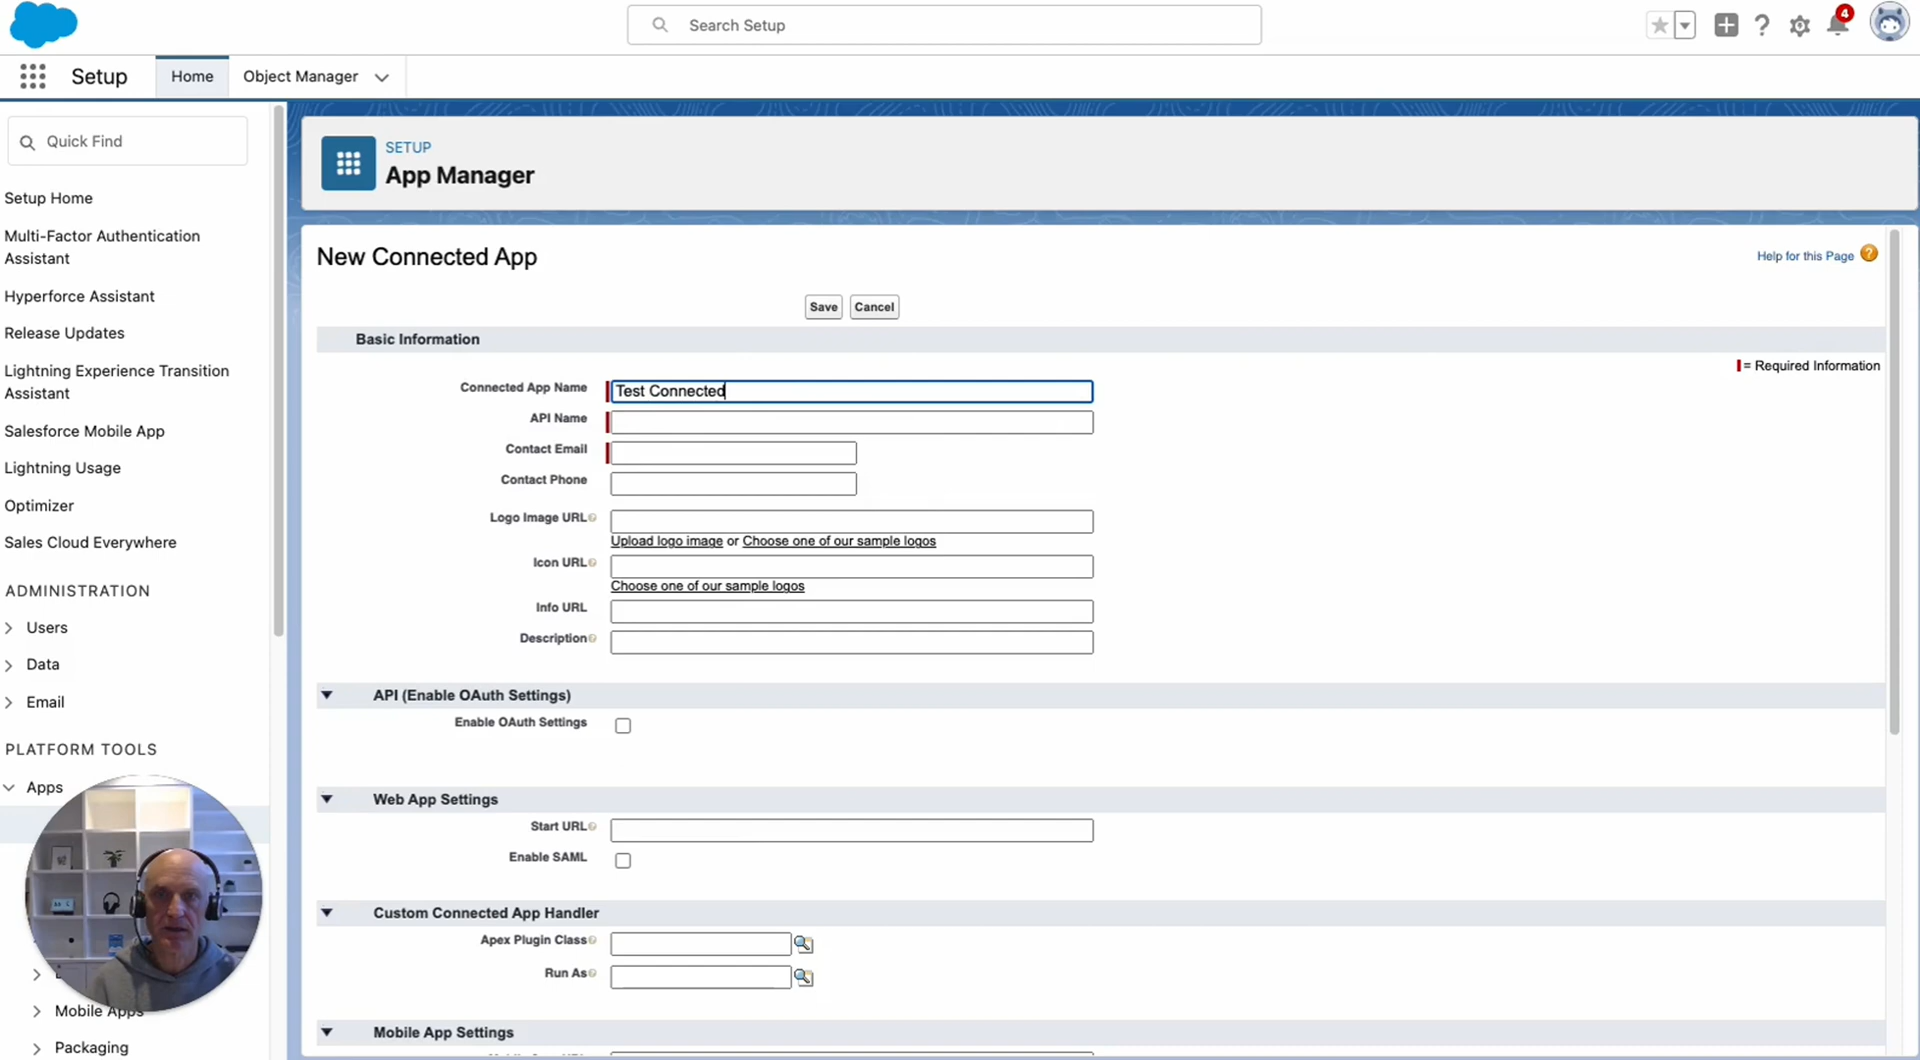 Search Setup
4
Setup
Home
Object Manager
Quick Find
Setup Home
Multi-Factor Authentication
Assistant
Hyperforce Assistant
Release Updates
Lightning Experience Transition
Assistant
Salesforce Mobile App
Lightning Usage
Optimizer
Sales Cloud Everywhere
ADMINISTRATION
Users
Data
Email
PLATFORM TOOLS
Apps
Mobile Apps
Packaging
SETUP
App Manager
New Connected App
Help for this Page
Save Cancel
Basic Information
= Required Information
Connected App Name Test Connected
API Name
Contact Email
Contact Phone
Logo Image URL
Upload logo image or Choose one of our sample logos
Icon URL
Choose one of our sample logos
Info URL
Description
API (Enable OAuth Settings)
Enable OAuth Settings
Web App Settings
Start URL
Enable SAML
Custom Connected App Handler
Apex Plugin Class
Run As
Mobile App Settings